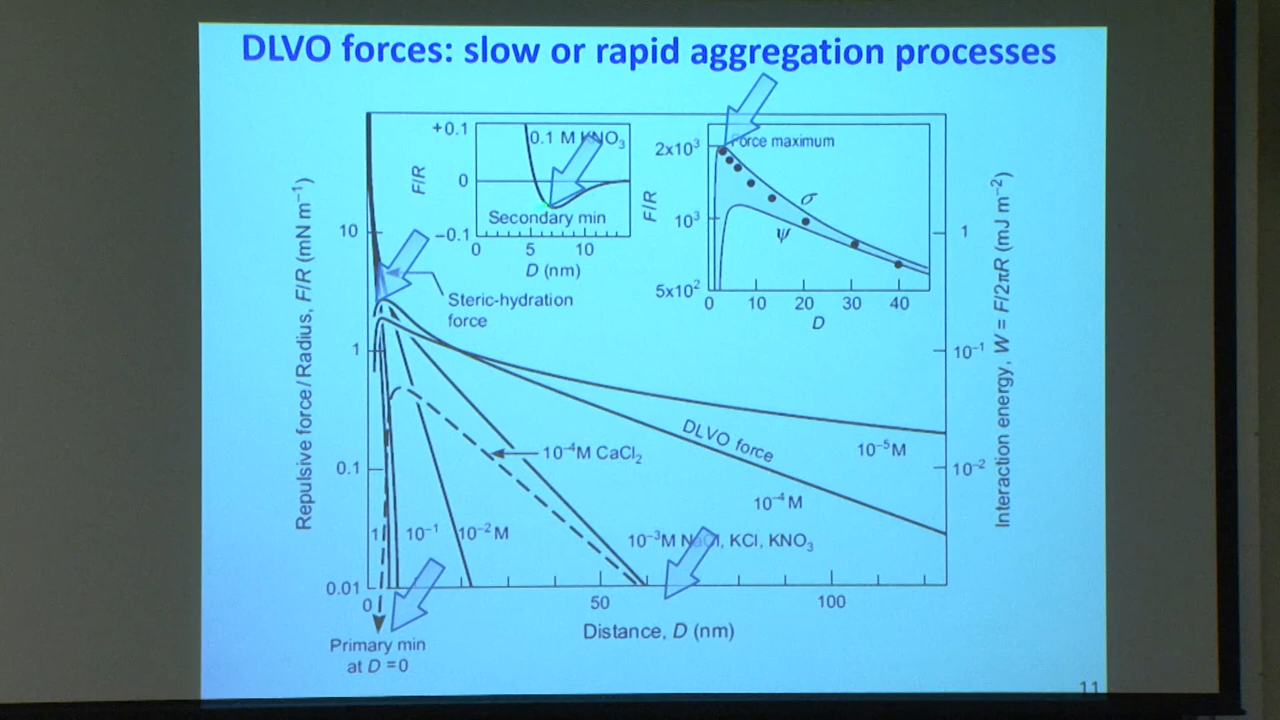 DLVO forces: slow or rapid aggregation processes
+0.1
0.1 M KNO₃
F/R
0
Secondary min
−0.1
0
5
10
D (nm)
2x10³
Force maximum
F/R
σ
10³
ψ
5x10²
0
10
20
30
40
D
Repulsive force/Radius, F/R (mN m⁻¹)
10
1
0.1
0.01
Steric-hydration
force
DLVO force
10⁻⁵M
10⁻⁴M CaCl₂
10⁻⁴M
1
10⁻¹
10⁻²M
10⁻³M NaCl, KCl, KNO₃
1
10⁻¹
10⁻²
Interaction energy, W = F/2πR (mJ m⁻²)
0
50
100
Distance, D (nm)
Primary min
at D =0
11